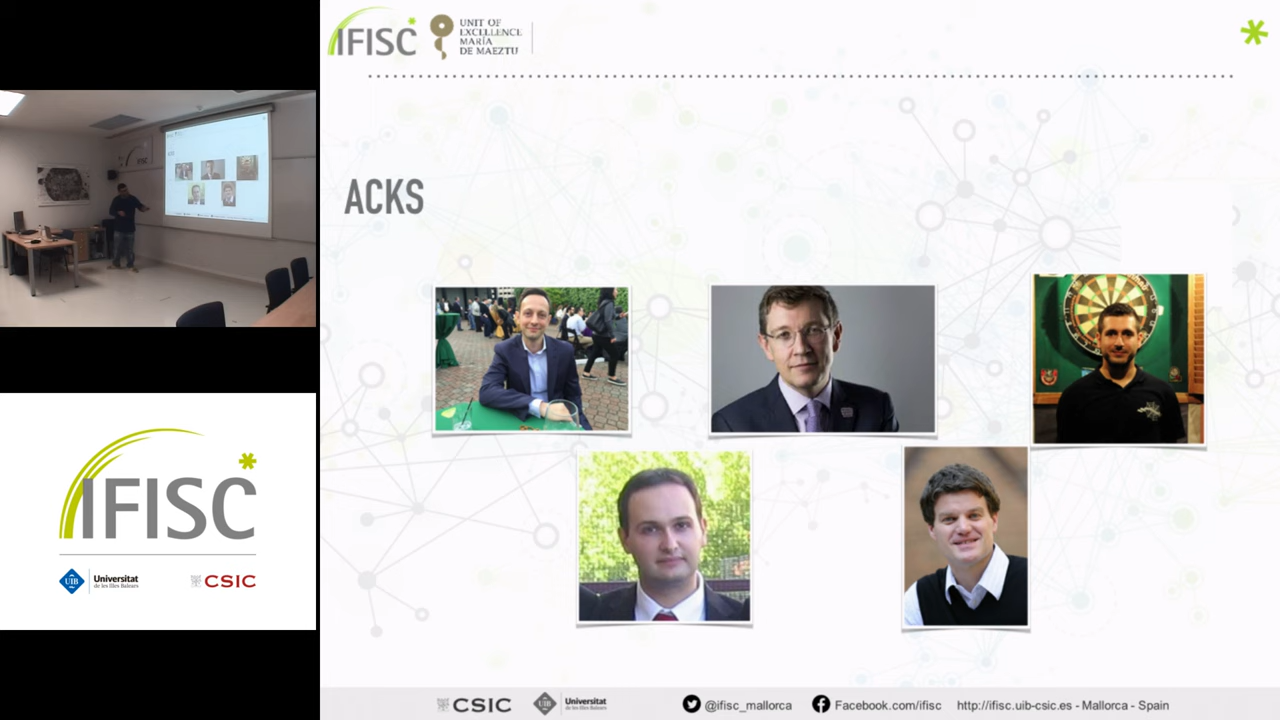 IFISC
UNIT OF
EXCELLENCE
MARÍA
DE MAEZTU
ACKS
IFISC
UIB
Universitat
de les Illes Balears
CSIC
CSIC
UIB
Universitat
de les Illes Balears
@ifisc_mallorca
Facebook.com/ifisc
http://ifisc.uib-csic.es - Mallorca - Spain